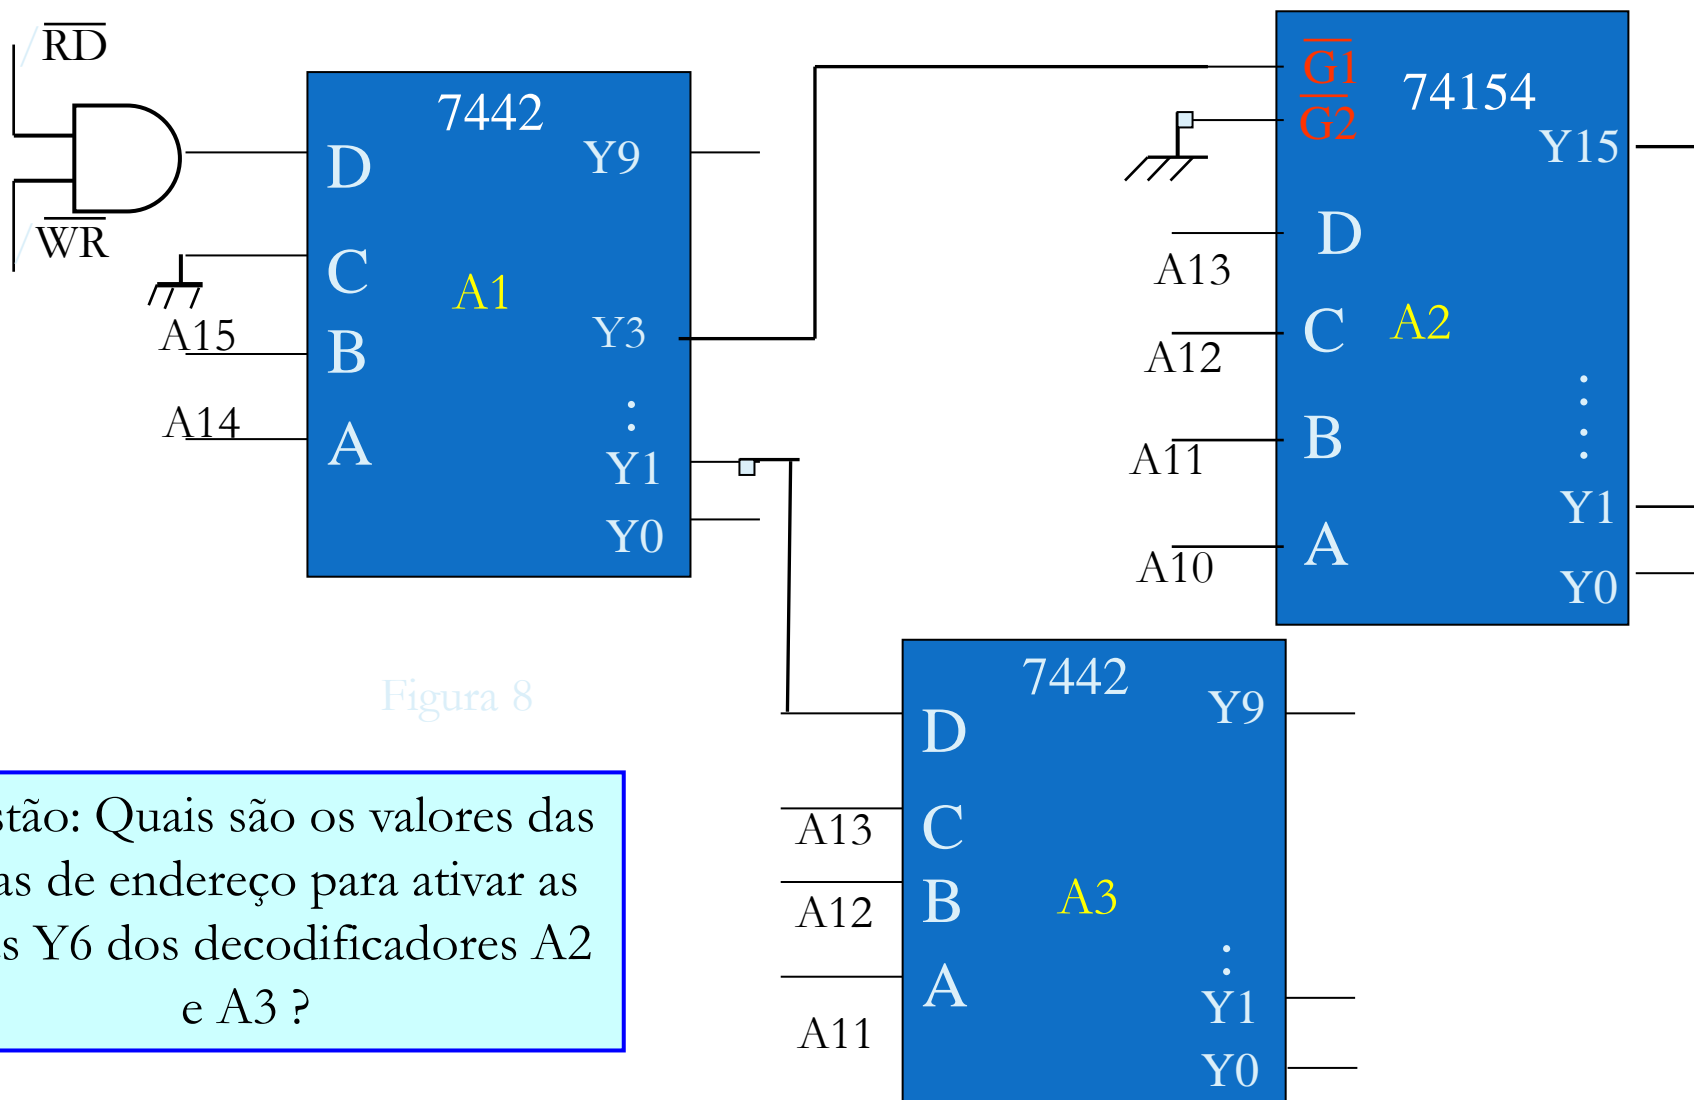 RD
WR
7442
D
C
B
A
A15
A14
A1
Y9
Y3
:
Y1
Y0
G1
G2
74154
Y15
D
A13
C
A12
A2
B
A11
A
A10
Y1
Y0
Figura 8
7442
D
C
A13
B
A12
A
A11
A3
Y9
:
Y1
Y0
stão: Quais são os valores das
as de endereço para ativar as
s Y6 dos decodificadores A2
e A3 ?